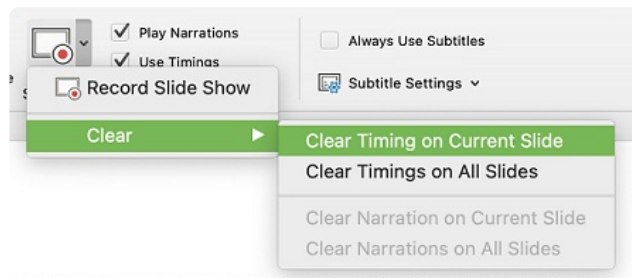 Play Narrations
Use Timings
Always Use Subtitles
Subtitle Settings
Record Slide Show
Clear
Clear Timing on Current Slide
Clear Timings on All Slides
Clear Narration on Current Slide
Clear Narrations on All Slides